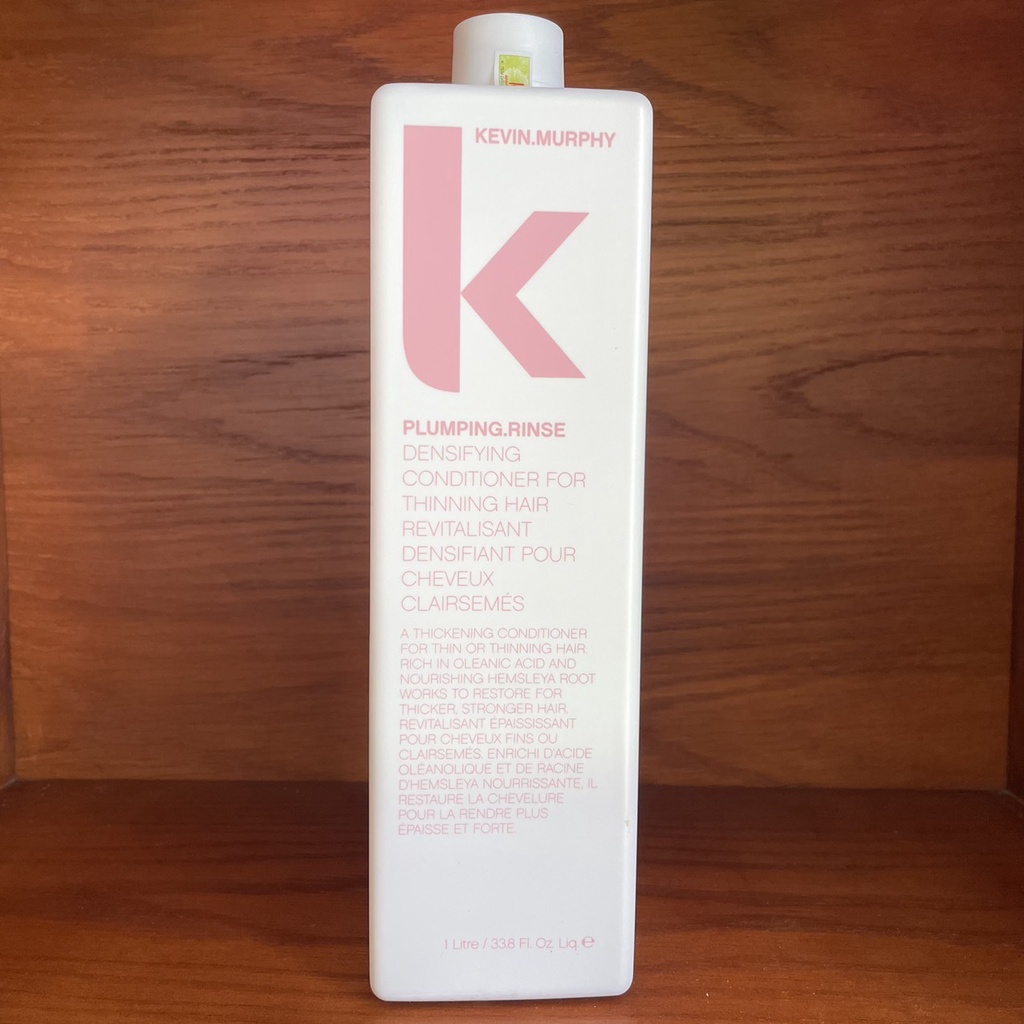 KEVIN.MURPHY
PLUMPING.RINSE
DENSIFYING
CONDITIONER FOR
THINNING HAIR
REVITALISANT
DENSIFIANT POUR
CHEVEUX
CLAIRSEMÉS
A THICKENING CONDITIONER
FOR THIN OR THINNING HAIR.
RICH IN OLEANIC ACID AND
NOURISHING HEMSLEYA ROOT
WORKS TO RESTORE FOR
THICKER, STRONGER HAIR.
REVITALISANT ÉPAISSISSANT
POUR CHEVEUX FINS OU
CLAIRSEMÉS. ENRICHI D'ACIDE
OLÉANOLIQUE ET DE RACINE
D'HEMSLEYA NOURRISSANTE, IL
RESTAURE LA CHEVELURE
POUR LA RENDRE PLUS
ÉPAISSE ET FORTE.
1 Litre / 33.8 Fl. Oz. Liq. ℮